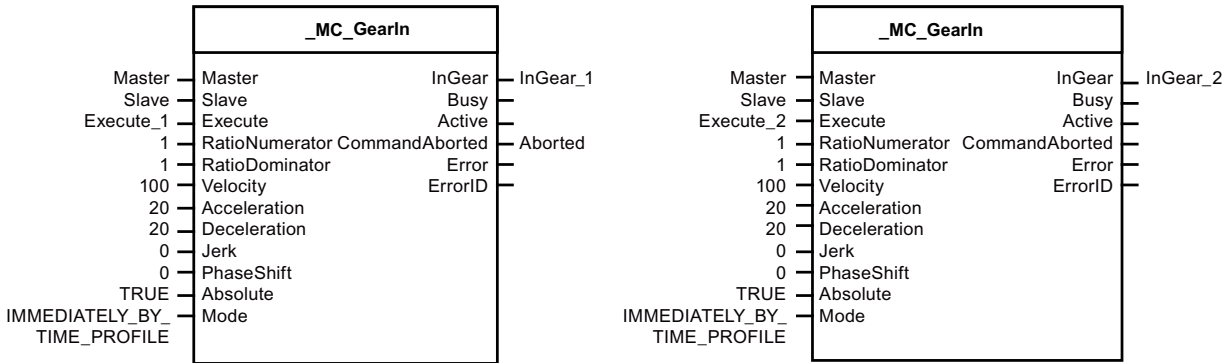 _MC_GearIn
Master Master InGear InGear_1
Slave Slave Busy
Execute_1 Execute Active
1 RatioNumerator CommandAborted Aborted
1 RatioDominator Error
100 Velocity ErrorID
20 Acceleration
20 Deceleration
0 Jerk
0 PhaseShift
TRUE Absolute
IMMEDIATELY_BY_ Mode
TIME_PROFILE
_MC_GearIn
Master Master InGear InGear_2
Slave Slave Busy
Execute_2 Execute Active
1 RatioNumerator CommandAborted
1 RatioDominator Error
100 Velocity ErrorID
20 Acceleration
20 Deceleration
0 Jerk
0 PhaseShift
TRUE Absolute
IMMEDIATELY_BY_ Mode
TIME_PROFILE